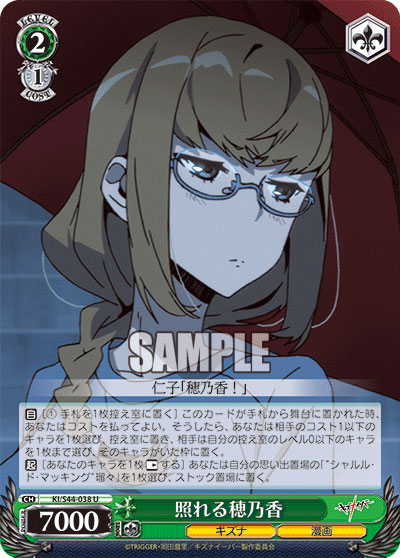 LEVEL
2
1
COST
SAMPLE
仁子「穂乃香！」
自 [① 手札を1枚控え室に置く] このカードが手札から舞台に置かれた時、
あなたはコストを払ってよい。そうしたら、あなたは相手のコスト1以下の
キャラを1枚選び、控え室に置き、相手は自分の控え室のレベル0以下のキャ
ラを1枚まで選び、そのキャラがいた枠に置く。
起 [あなたのキャラを1枚レストする] あなたは自分の思い出置場の「“シャルル・
ド・マッキング”瑠々」を1枚選び、ストック置場に置く。
CH
KI/S44-038 U
7000
照れる穂乃香
キズナ
漫画
©TRIGGER・岡田麿里／キズナイーバー製作委員会